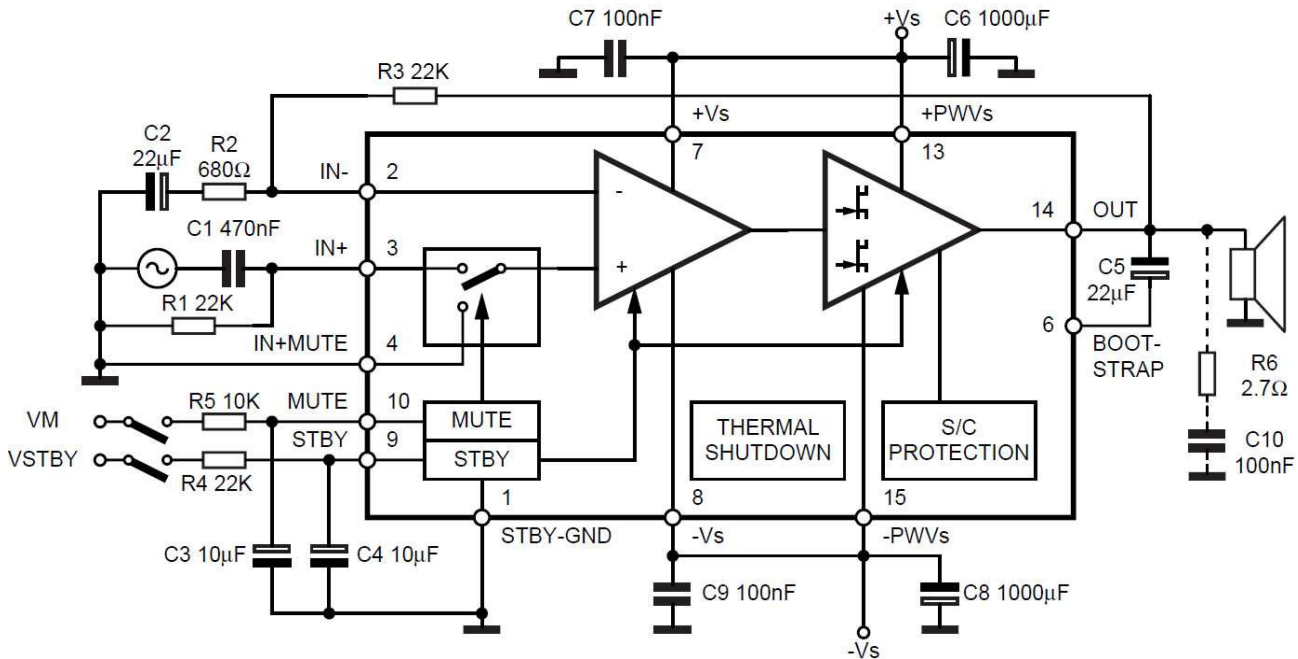 C7 100nF
+Vs
C6 1000μF
R3 22K
+Vs
+PWVs
C2
22μF
R2
680Ω
IN-
2
7
13
-
C1 470nF
IN+
3
14
OUT
+
C5
22μF
R1 22K
IN+MUTE
4
6
BOOT-
STRAP
R6
2.7Ω
VM
R5 10K
MUTE
10
MUTE
THERMAL
SHUTDOWN
S/C
PROTECTION
STBY
9
VSTBY
STBY
C10
100nF
R4 22K
1
8
15
STBY-GND
-Vs
-PWVs
C3 10μF
C4 10μF
C9 100nF
C8 1000μF
-Vs